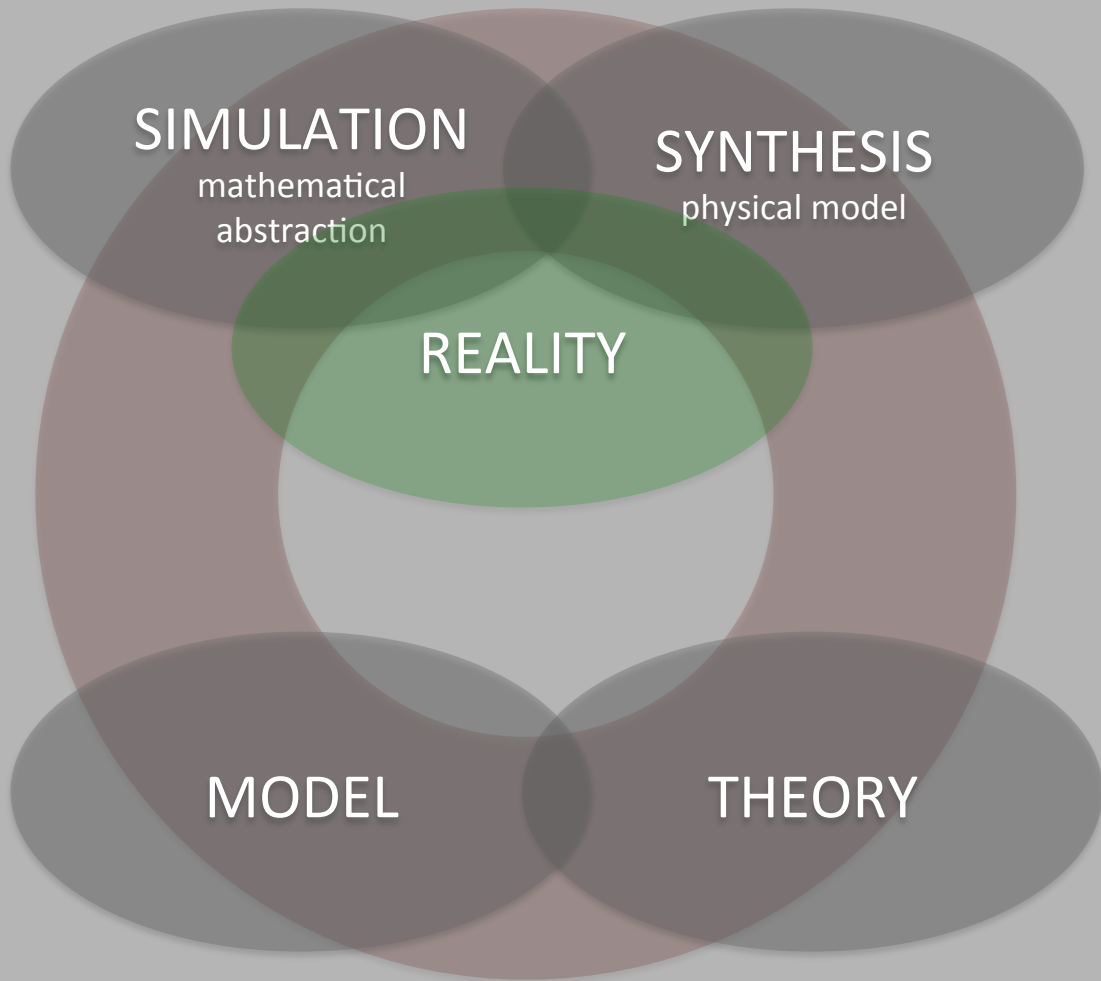 SIMULATION
mathematical
abstraction
SYNTHESIS
physical model
REALITY
MODEL
THEORY